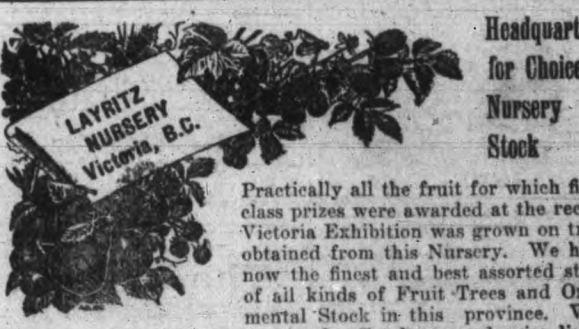 LAYRITZ
NURSERY
Victoria, B.C.
Headquart
for Choice
Nursery
Stock
Practically all the fruit for which fi
class prizes were awarded at the rec
Victoria Exhibition was grown on tr
obtained from this Nursery. We h
now the finest and best assorted st
of all kinds of Fruit Trees and Or
mental Stock in this province. W